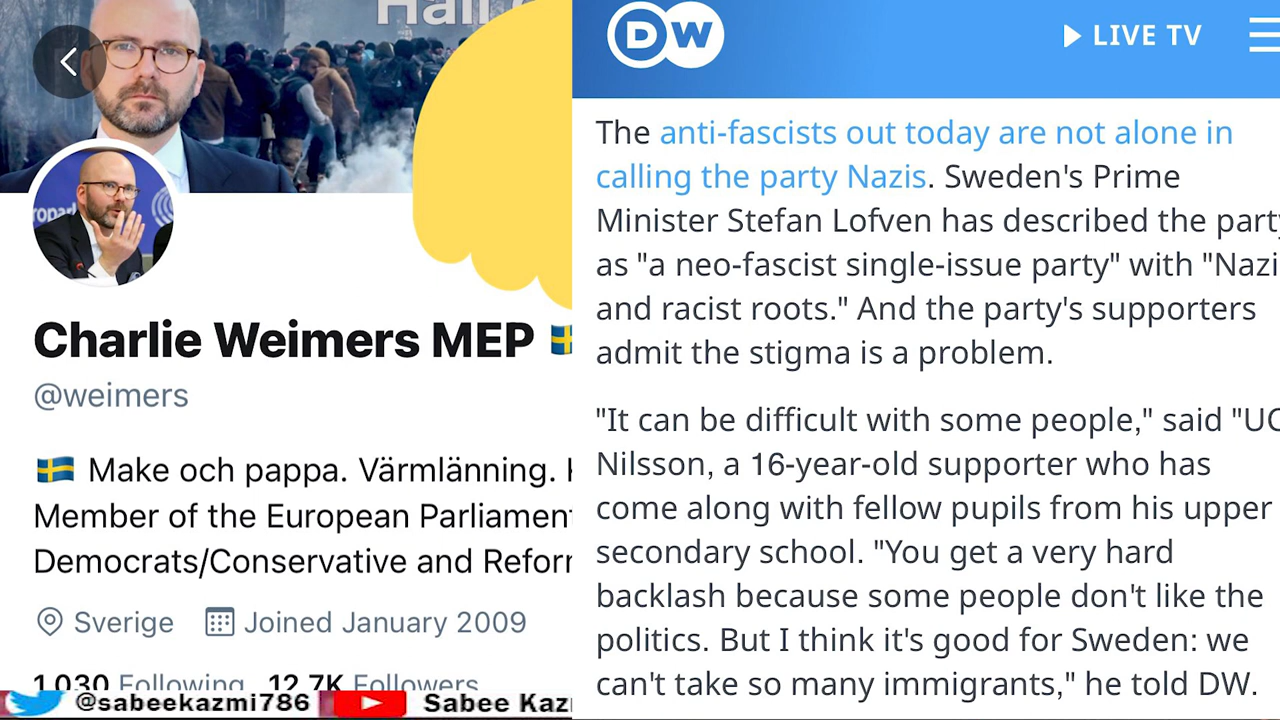 Charlie Weimers MEP 🇸🇪
@weimers
🇸🇪 Make och pappa. Värmlänning.
Member of the European Parliament
Democrats/Conservative and
Sverige Joined January 2009
1 030 Following 12,7K Followers
@sabeekazmi786 Sabee
DW
LIVE TV
The anti-fascists out today are not alone in
calling the party Nazis. Sweden's Prime
Minister Stefan Lofven has described the party
as "a neo-fascist single-issue party" with "Nazi
and racist roots." And the party's supporters
admit the stigma is a problem.
"It can be difficult with some people," said
Nilsson, a 16-year-old supporter who has
come along with fellow pupils from his upper
secondary school. "You get a very hard
backlash because some people don't like the
politics. But I think it's good for Sweden: we
can't take so many immigrants," he told DW.